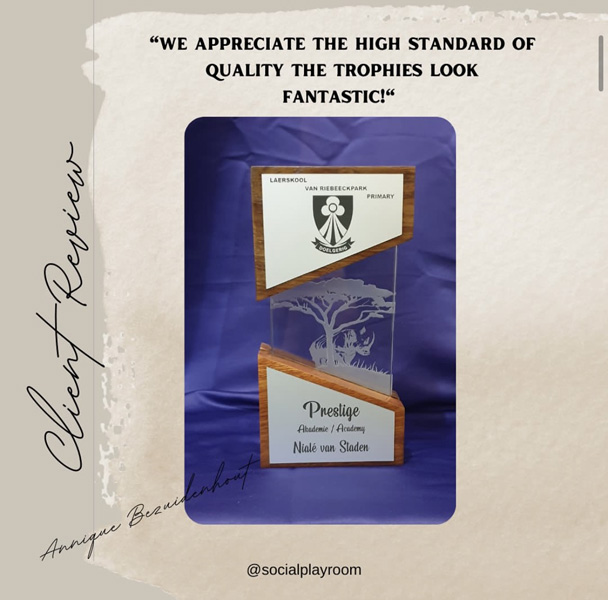 “WE APPRECIATE THE HIGH STANDARD OF
QUALITY THE TROPHIES LOOK
FANTASTIC!“
Client Review
LAERSKOOL
VAN RIEBEECKPARK
PRIMARY
DOELGERIG
Prestige
Akademie / Academy
Nialé van Staden
Annique Bezuidenhout
@socialplayroom